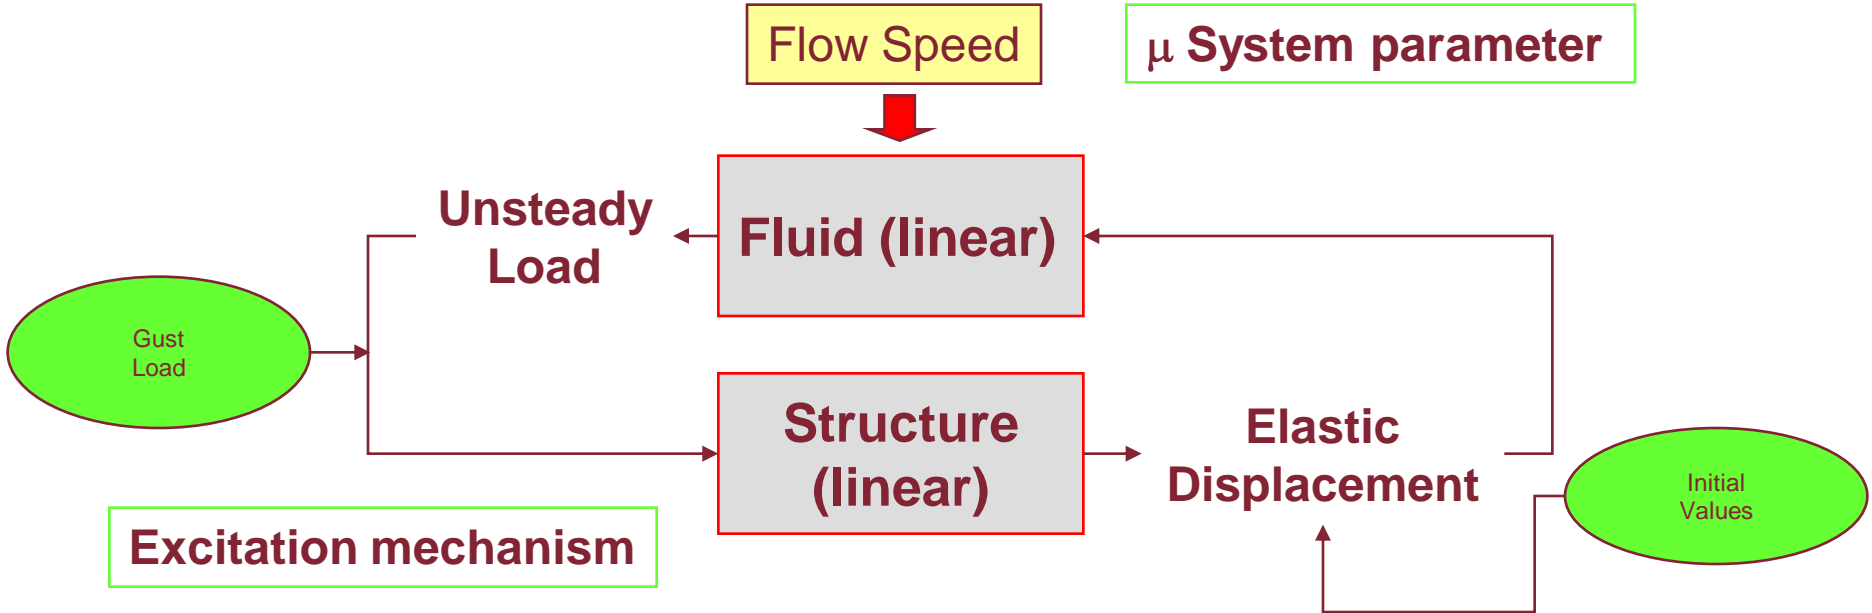 Flow Speed
μ System parameter
Unsteady
Load
Fluid (linear)
Gust
Load
Structure
(linear)
Elastic
Displacement
Initial
Values
Excitation mechanism